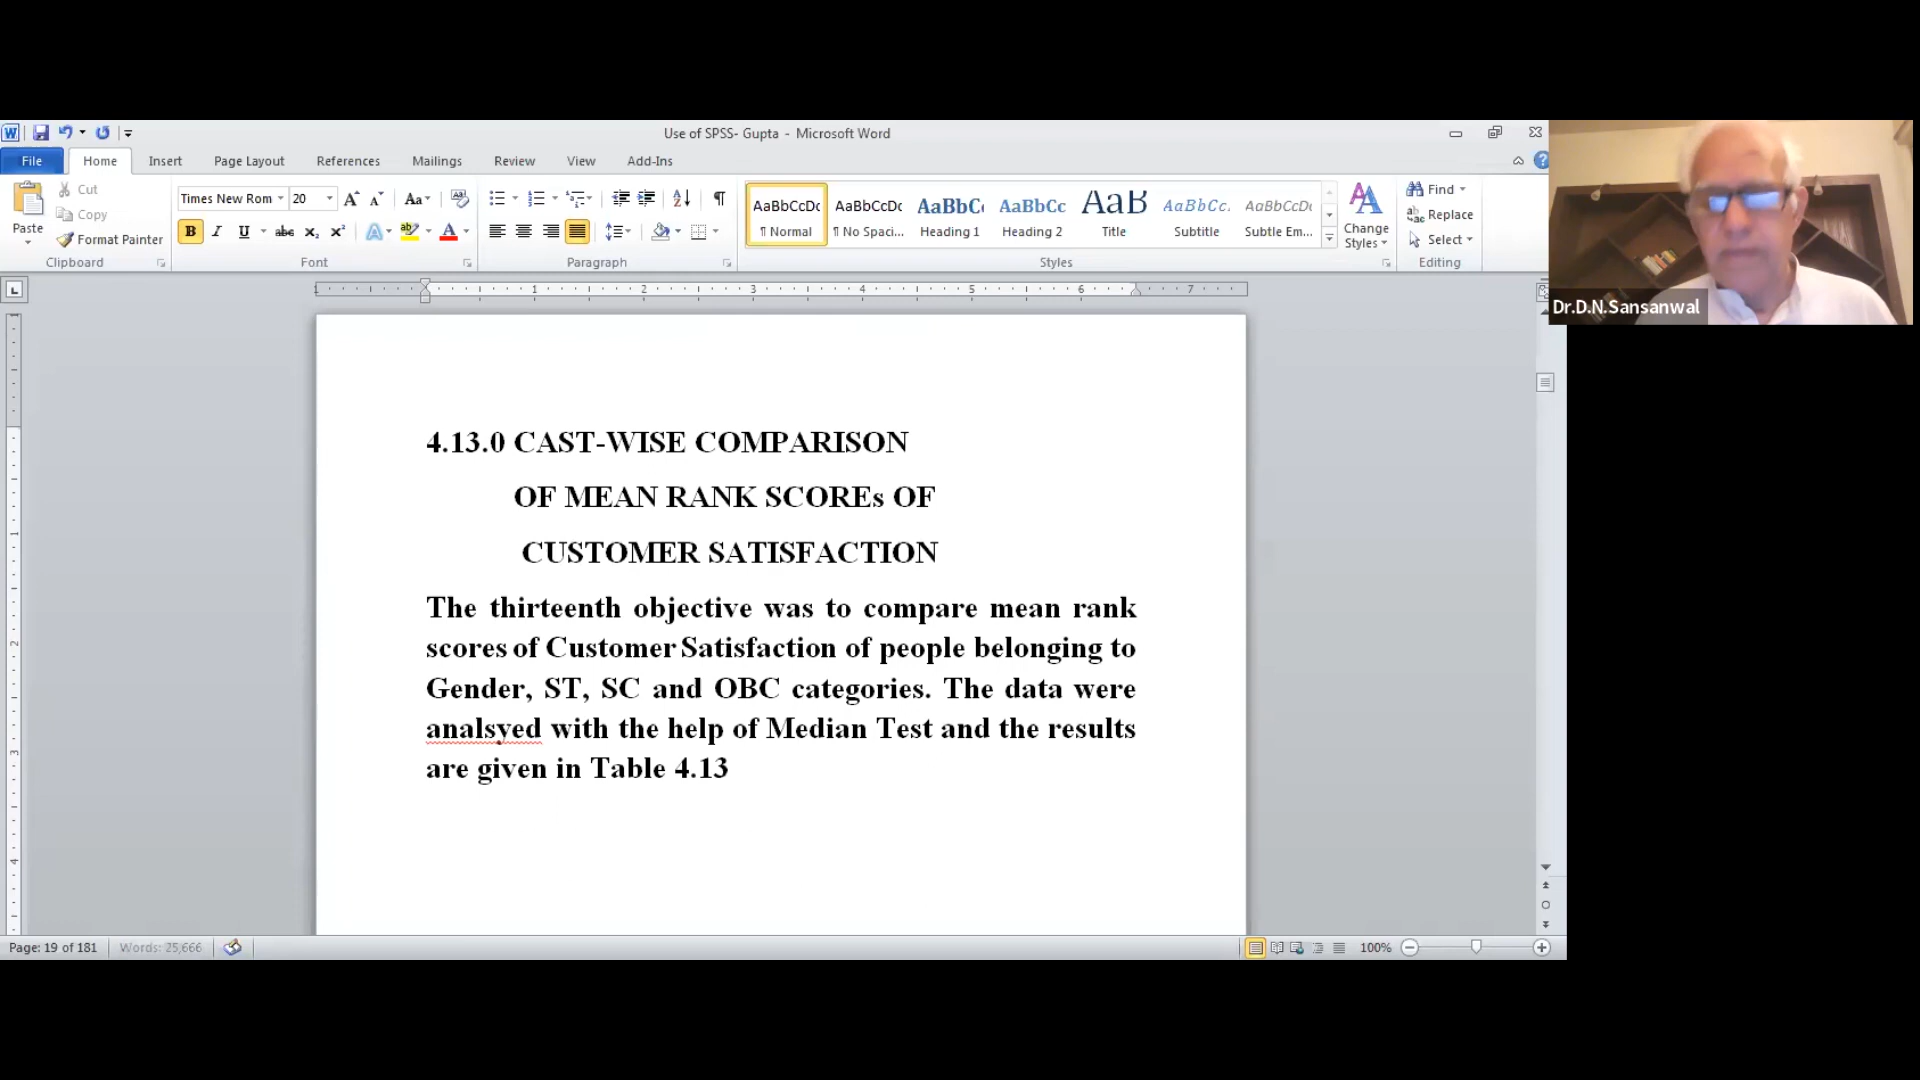 Use of SPSS- Gupta - Microsoft Word
File Home Insert Page Layout References Mailings Review View Add-Ins
Paste
Cut
Copy
Format Painter
Clipboard
Times New Rom 20
Font
Paragraph
AaBbCcDc AaBbCcDc AaBbC AaBbCc AaB AaBbCc. AaBbCcDc
¶ Normal ¶ No Spaci... Heading 1 Heading 2 Title Subtitle Subtle Em...
Styles
Change
Styles
Find
Replace
Select
Editing
Dr.D.N.Sansanwal
4.13.0 CAST-WISE COMPARISON
OF MEAN RANK SCOREs OF
CUSTOMER SATISFACTION
The thirteenth objective was to compare mean rank
scores of Customer Satisfaction of people belonging to
Gender, ST, SC and OBC categories. The data were
analsyed with the help of Median Test and the results
are given in Table 4.13
Page: 19 of 181 Words: 25,666 100%